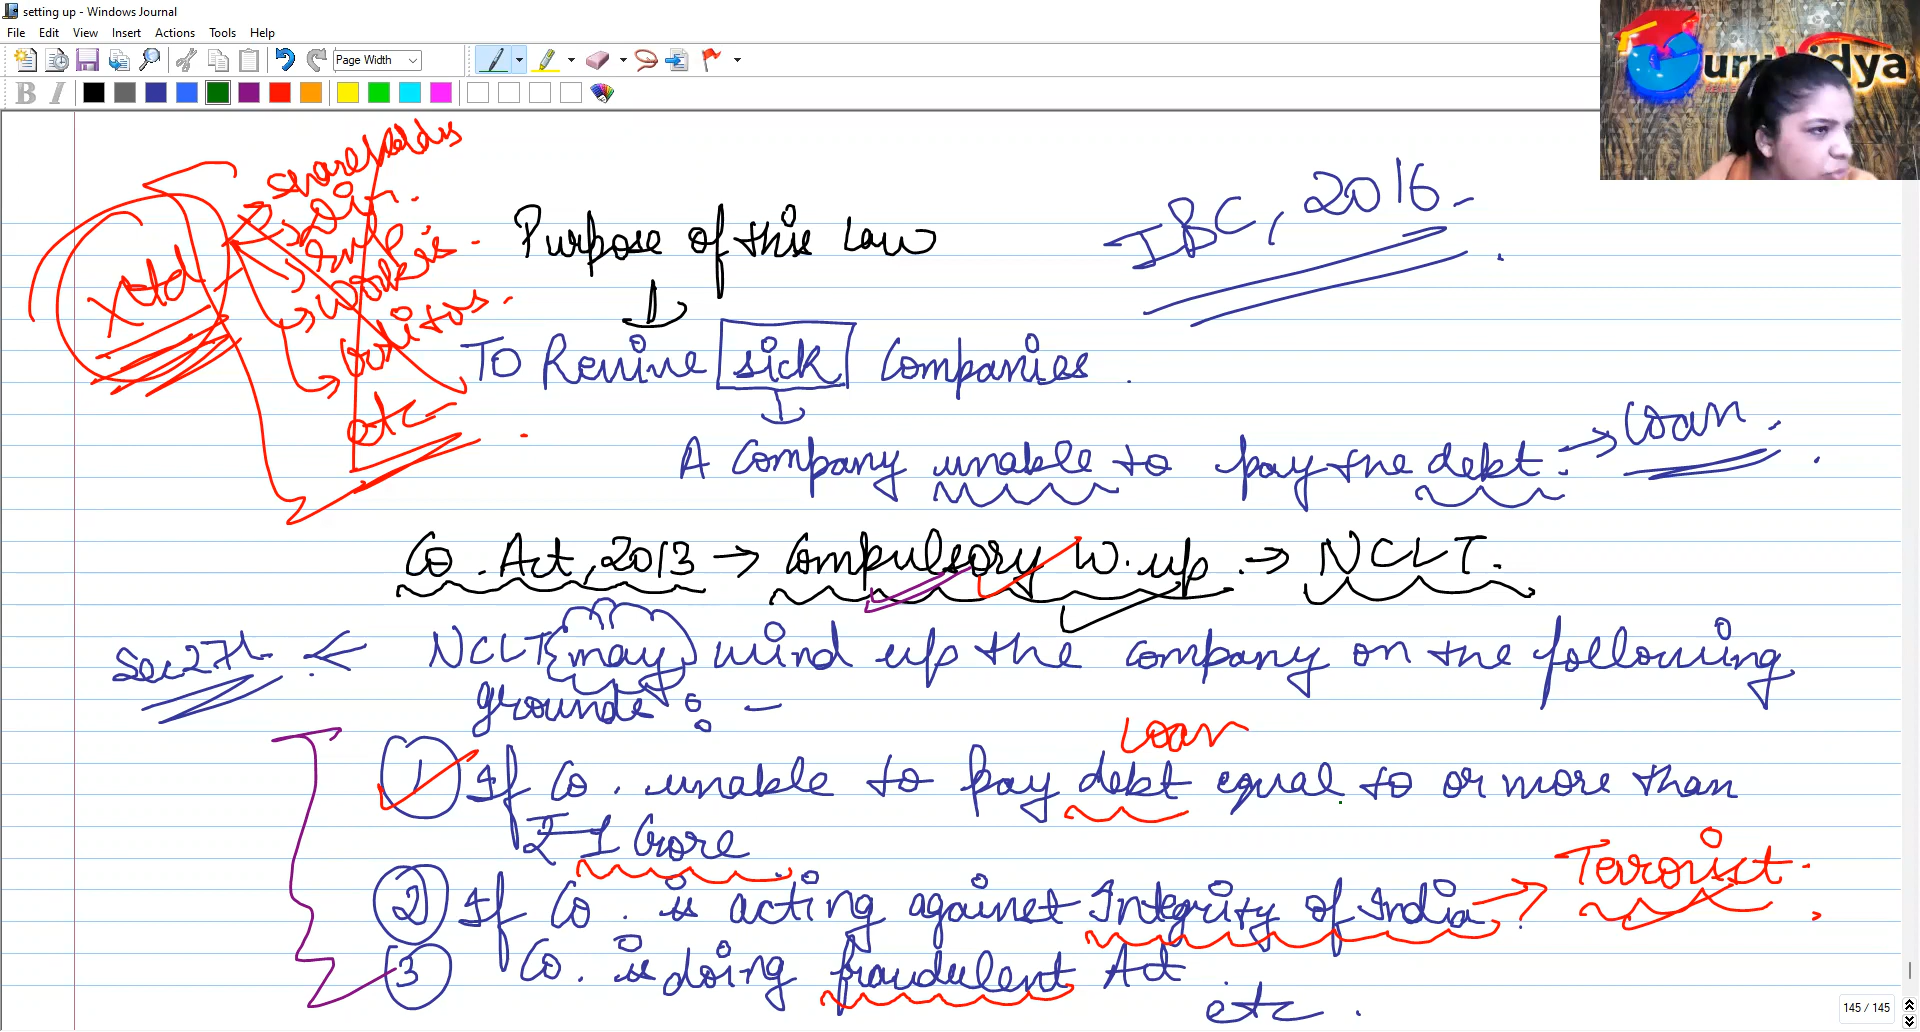 setting up - Windows Journal
File Edit View Insert Actions Tools Help
Page Width
B I
GuruVidya
shareholders
Dir.
Emp
workers.
creditors.
etc
X Ltd
Purpose of this Law
IBC, 2016.
To Revive sick Companies.
A Company unable to pay the debt. → Loan.
Co. Act, 2013 → Compulsory W. up. → NCLT.
Sec 271 ← NCLT {may} wind up the company on the following
grounds : -
Loan
1 If Co. unable to pay debt equal to or more than
₹ 1 Crore
2 If Co. is acting against Integrity of India → Terorist.
3 Co. is doing fraudulent Act
etc.
145 / 145